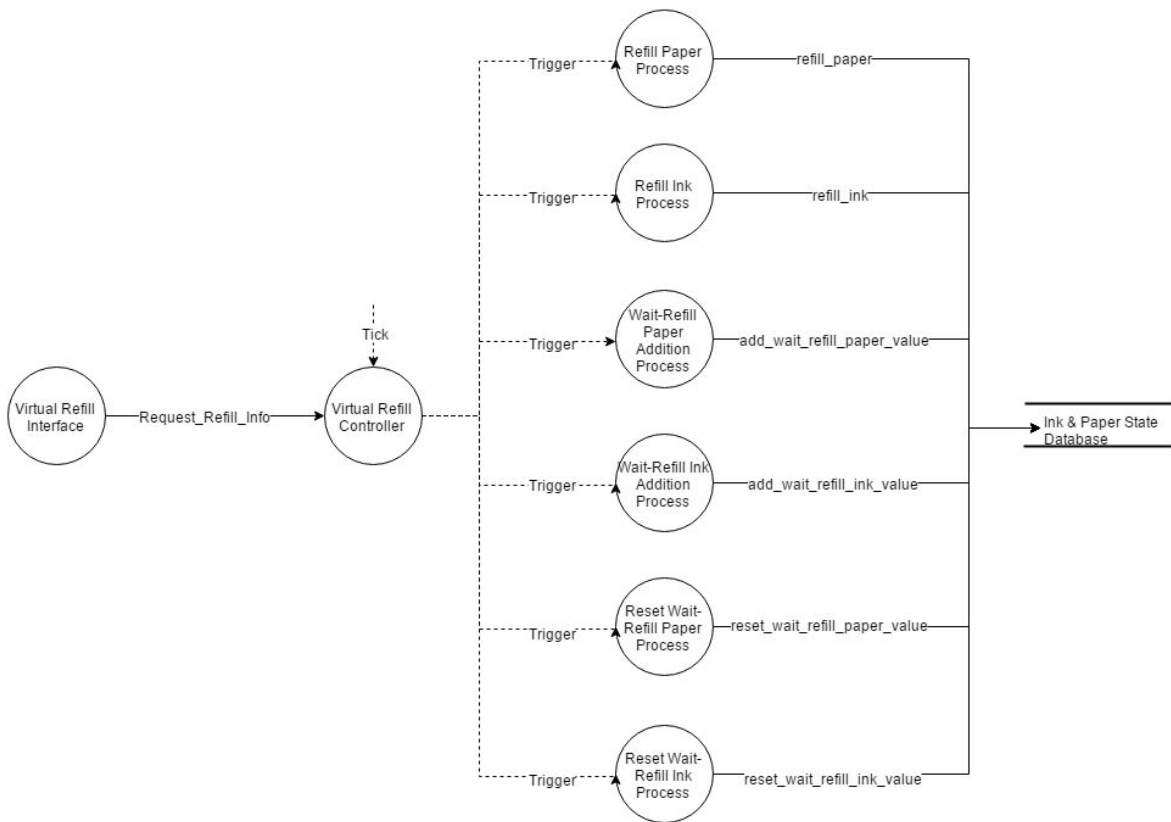 Refill Paper
Process
Trigger
refill_paper
Refill Ink
Process
Trigger
refill_ink
Wait-Refill
Paper
Addition
Process
Tick
Trigger
add_wait_refill_paper_value
Virtual Refill
Interface
Request_Refill_Info
Virtual Refill
Controller
Ink & Paper State
Database
Wait-Refill Ink
Addition
Process
Trigger
add_wait_refill_ink_value
Reset Wait-
Refill Paper
Process
Trigger
reset_wait_refill_paper_value
Reset Wait-
Refill Ink
Process
Trigger
reset_wait_refill_ink_value